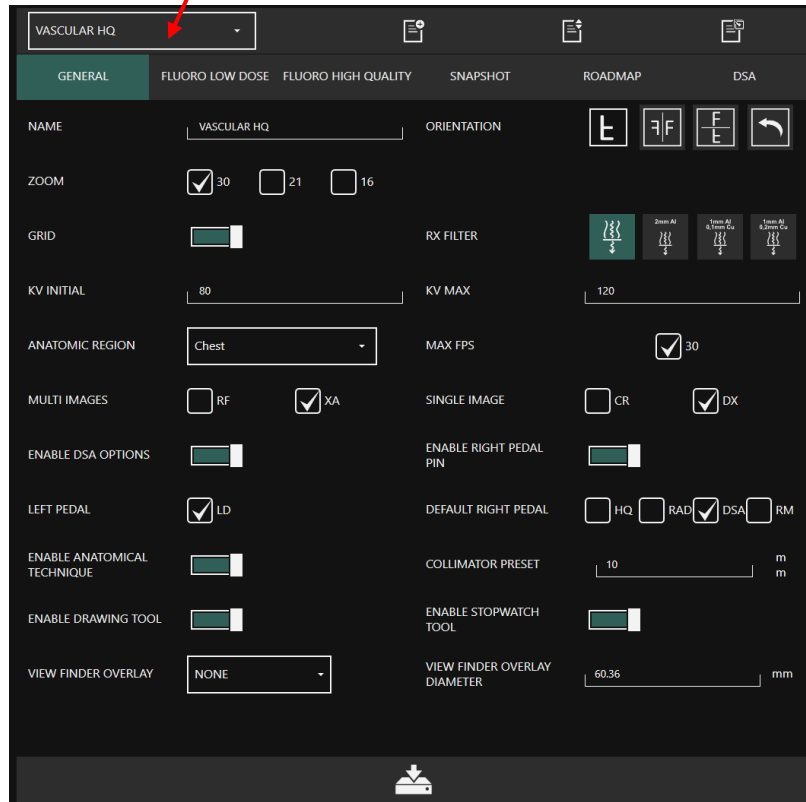 VASCULAR HQ
GENERAL FLUORO LOW DOSE FLUORO HIGH QUALITY SNAPSHOT ROADMAP DSA
NAME VASCULAR HQ ORIENTATION
ZOOM 30 21 16
GRID RX FILTER 2mm Al 1mm Al 1mm Al
0,1mm Cu 0,2mm Cu
KV INITIAL 80 KV MAX 120
ANATOMIC REGION Chest MAX FPS 30
MULTI IMAGES RF XA SINGLE IMAGE CR DX
ENABLE DSA OPTIONS ENABLE RIGHT PEDAL
PIN
LEFT PEDAL LD DEFAULT RIGHT PEDAL HQ RAD DSA RM
ENABLE ANATOMICAL
TECHNIQUE COLLIMATOR PRESET 10 m
m
ENABLE DRAWING TOOL ENABLE STOPWATCH
TOOL
VIEW FINDER OVERLAY NONE VIEW FINDER OVERLAY
DIAMETER 60.36 mm